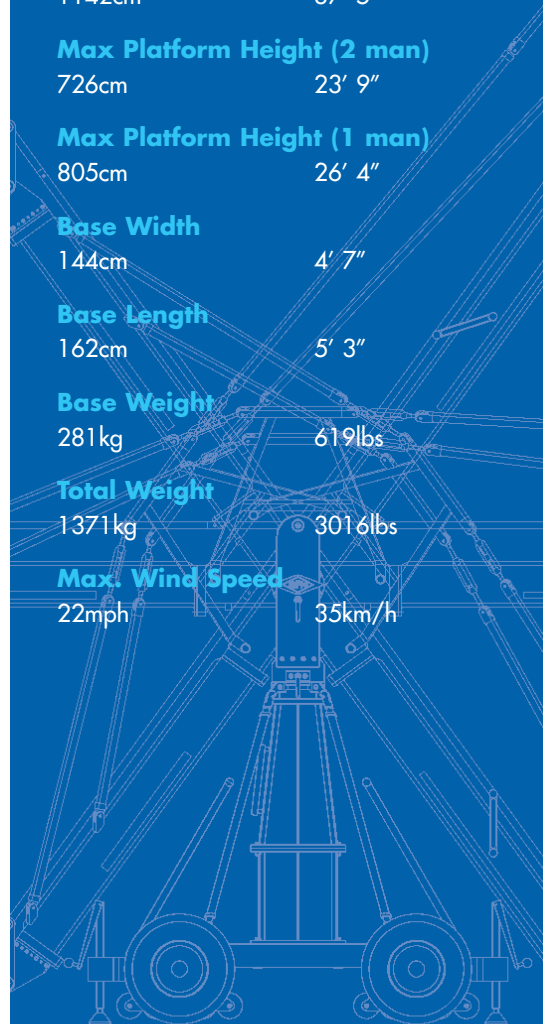 Max Platform Height (2 man)
726cm 23′ 9″
Max Platform Height (1 man)
805cm 26′ 4″
Base Width
144cm 4′ 7″
Base Length
162cm 5′ 3″
Base Weight
281kg 619lbs
Total Weight
1371kg 3016lbs
Max. Wind Speed
22mph 35km/h